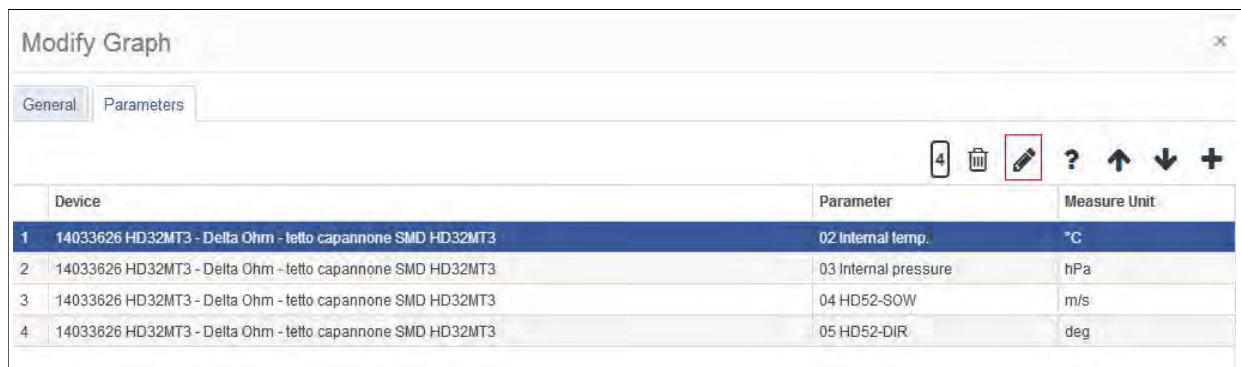 Modify Graph ×
General Parameters
4 ?
Device Parameter Measure Unit
1 14033626 HD32MT3 - Delta Ohm - tetto capannone SMD HD32MT3 02 Internal temp. °C
2 14033626 HD32MT3 - Delta Ohm - tetto capannone SMD HD32MT3 03 Internal pressure hPa
3 14033626 HD32MT3 - Delta Ohm - tetto capannone SMD HD32MT3 04 HD52-SOW m/s
4 14033626 HD32MT3 - Delta Ohm - tetto capannone SMD HD32MT3 05 HD52-DIR deg